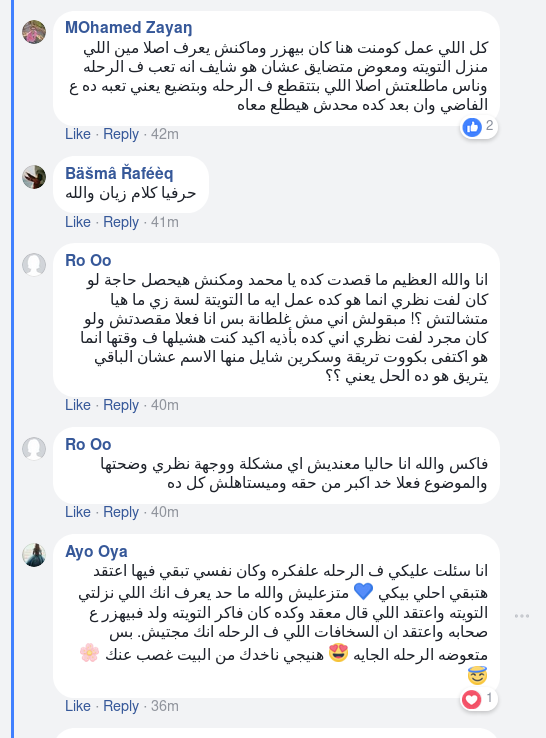 MOhamed Zayaŋ
كل اللي عمل كومنت هنا كان بيهزر وماكنش يعرف اصلا مين اللي
منزل التويته ومعوض متضايق عشان هو شايف انه تعب ف الرحله
وناس ماطلعتش اصلا اللي بتتقطع ف الرحله وبتضيع يعني تعبه ده ع
الفاضي وان بعد كده محدش هيطلع معاه
2
Like · Reply · 42m
Bäšmâ Řaféèq
حرفيا كلام زيان والله
Like · Reply · 41m
Ro Oo
انا والله العظيم ما قصدت كده يا محمد ومكنش هيحصل حاجة لو
كان لفت نظري انما هو كده عمل ايه ما التويتة لسة زي ما هيا
متشالتش ؟! مبقولش اني مش غلطانة بس انا فعلا مقصدتش ولو
كان مجرد لفت نظري اني كده بأذيه اكيد كنت هشيلها ف وقتها انما
هو اكتفى بكووت تريقة وسكرين شايل منها الاسم عشان الباقي
يتريق هو ده الحل يعني ؟؟
Like · Reply · 40m
Ro Oo
فاكس والله انا حاليا معنديش اي مشكلة ووجهة نظري وضحتها
والموضوع فعلا خد اكبر من حقه وميستاهلش كل ده
Like · Reply · 40m
Ayo Oya
انا سئلت عليكي ف الرحله علفكره وكان نفسي تبقي فيها اعتقد
هتبقي احلي بيكي 💙 متزعليش والله ما حد يعرف انك اللي نزلتي
التويته واعتقد اللي قال معقد وكده كان فاكر التويته ولد فبيهزر ع
صحابه واعتقد ان السخافات اللي ف الرحله انك مجتيش. بس
متعوضه الرحله الجايه 😍 هنيجي ناخدك من البيت غصب عنك 🌸
😇
1
Like · Reply · 36m